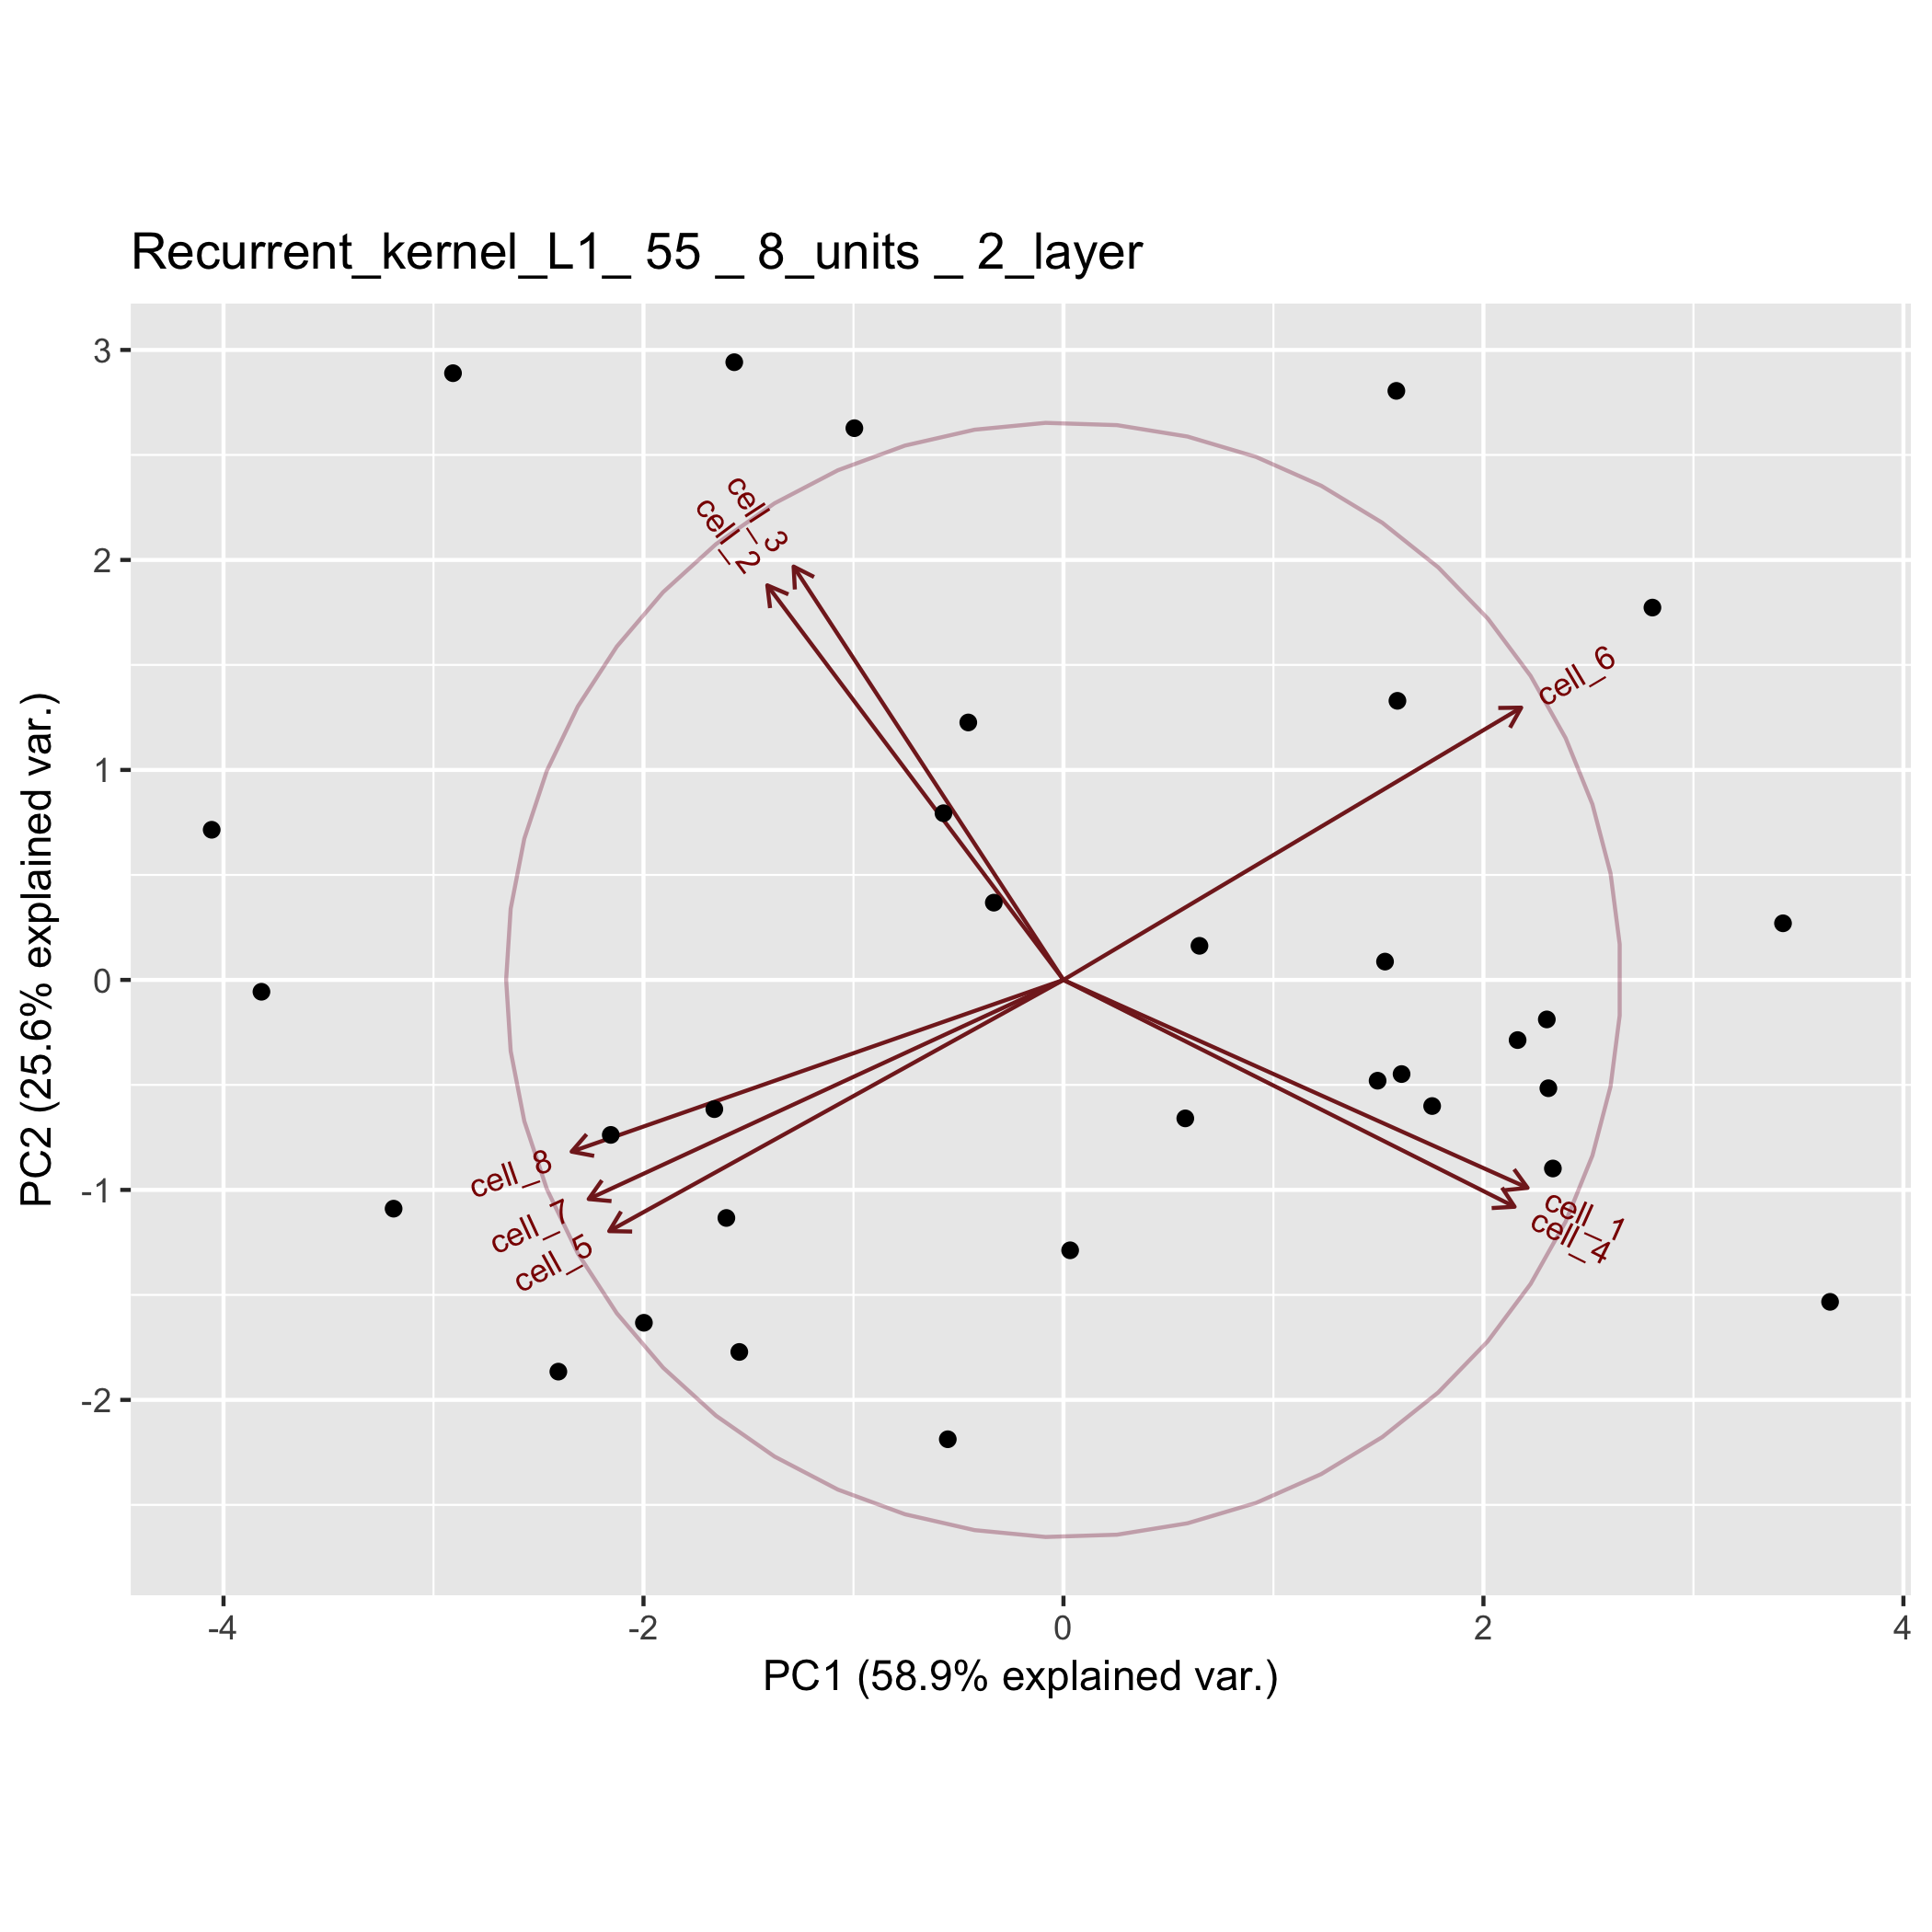 Recurrent_kernel_L1_ 55 _ 8_units _ 2_layer
PC2 (25.6% explained var.)
3
2
1
0
-1
-2
cell_3
cell_2
cell_6
cell_8
cell_7
cell_5
cell_1
cell_4
-4
-2
0
2
4
PC1 (58.9% explained var.)